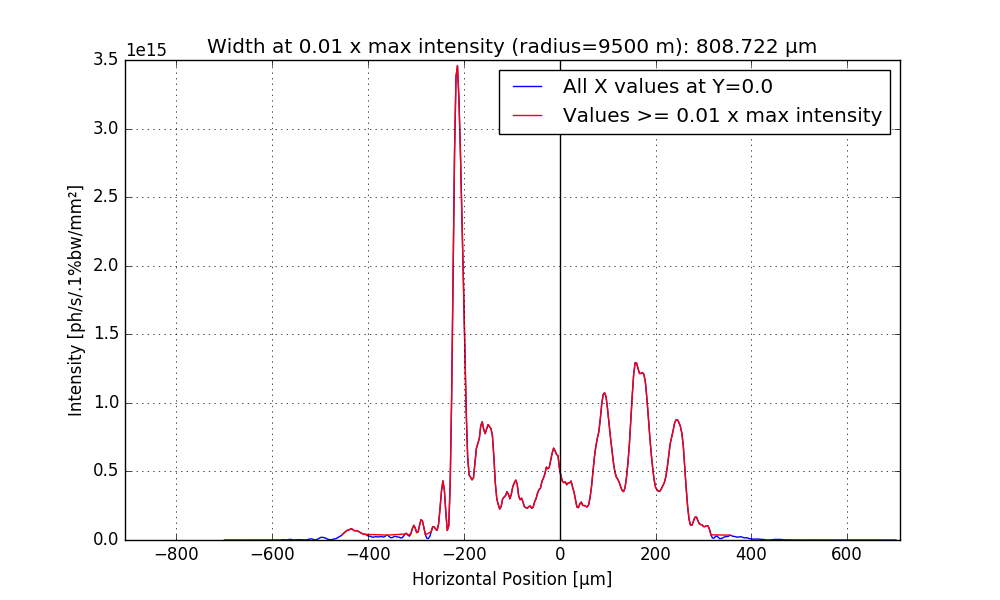 Width at 0.01 x max intensity (radius=9500 m): 808.722 µm
1e15
All X values at Y=0.0
Values >= 0.01 x max intensity
Intensity [ph/s/.1%bw/mm²]
3.5
3.0
2.5
2.0
1.5
1.0
0.5
0.0
−800 −600 −400 −200 0 200 400 600
Horizontal Position [µm]